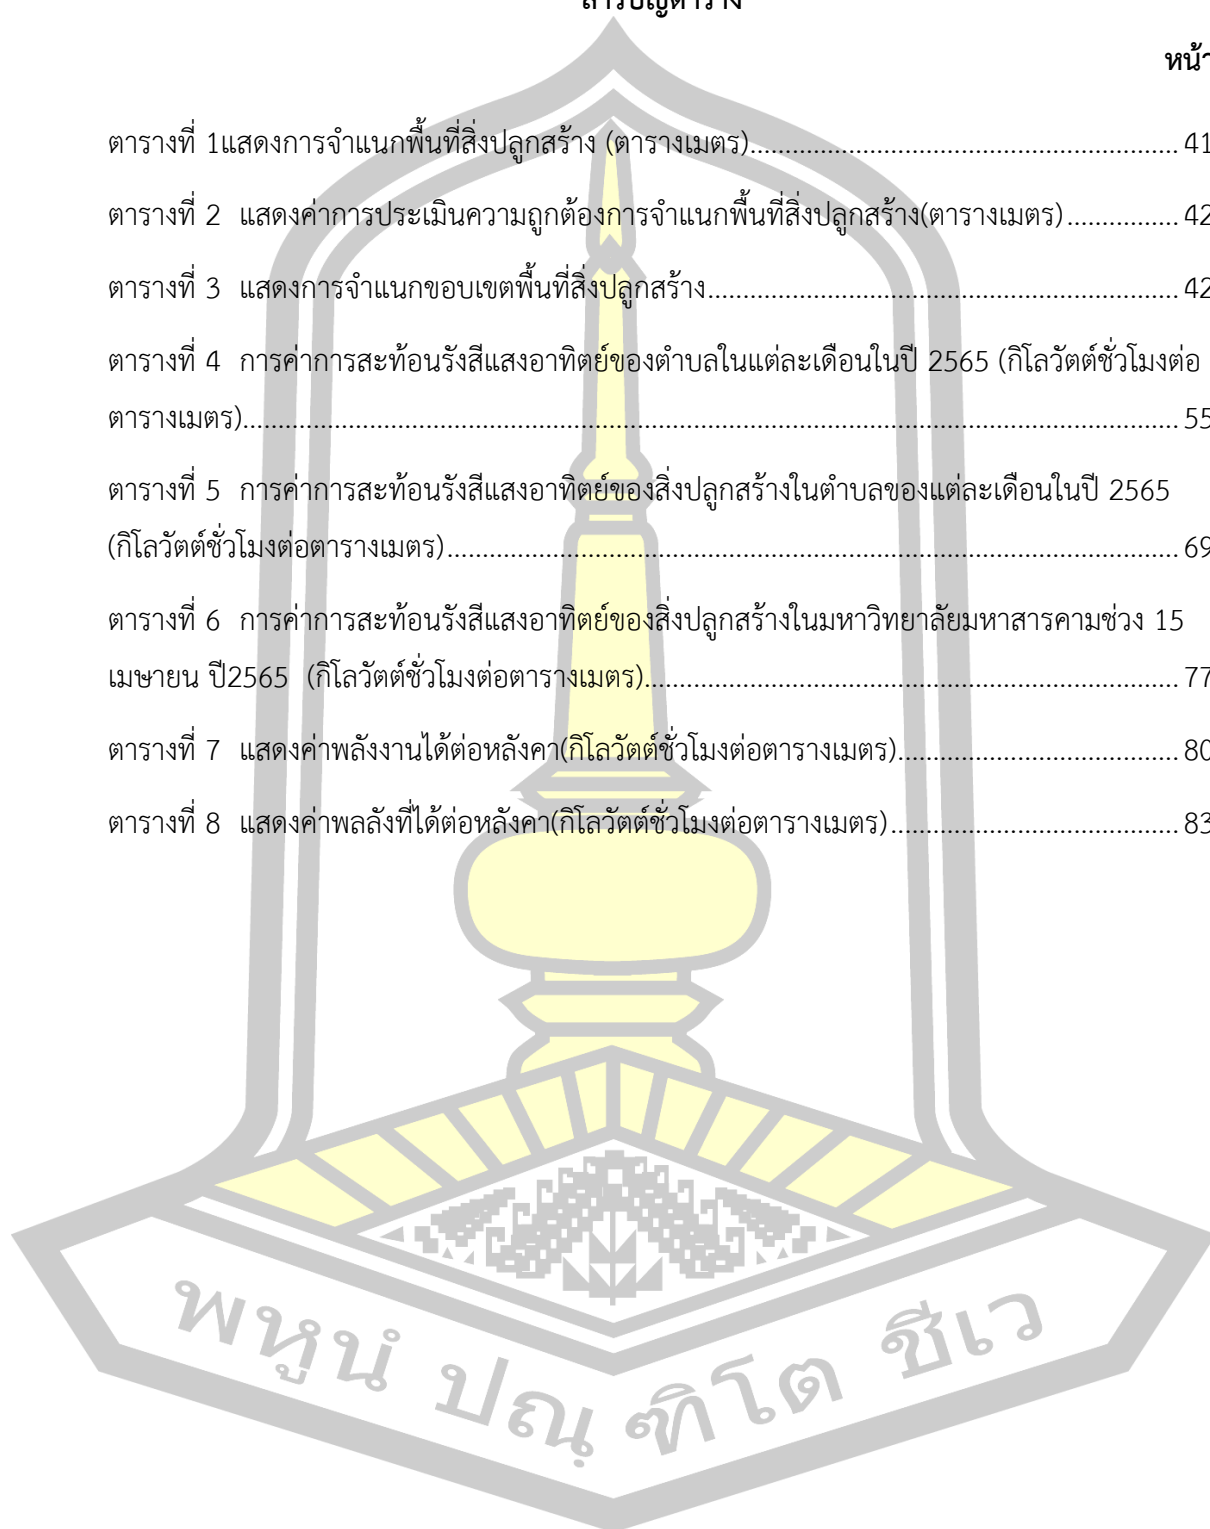 สารบัญตาราง
หน้า
ตารางที่ 1แสดงการจำแนกพื้นที่สิ่งปลูกสร้าง (ตารางเมตร)..................................................... 41
ตารางที่ 2 แสดงค่าการประเมินความถูกต้องการจำแนกพื้นที่สิ่งปลูกสร้าง(ตารางเมตร)................ 42
ตารางที่ 3 แสดงการจำแนกขอบเขตพื้นที่สิ่งปลูกสร้าง........................................................... 42
ตารางที่ 4 การค่าการสะท้อนรังสีแสงอาทิตย์ของตำบลในแต่ละเดือนในปี 2565 (กิโลวัตต์ชั่วโมงต่อ
ตารางเมตร)..................................................................................................................... 55
ตารางที่ 5 การค่าการสะท้อนรังสีแสงอาทิตย์ของสิ่งปลูกสร้างในตำบลของแต่ละเดือนในปี 2565
(กิโลวัตต์ชั่วโมงต่อตารางเมตร)............................................................................................ 69
ตารางที่ 6 การค่าการสะท้อนรังสีแสงอาทิตย์ของสิ่งปลูกสร้างในมหาวิทยาลัยมหาสารคามช่วง 15
เมษายน ปี2565 (กิโลวัตต์ชั่วโมงต่อตารางเมตร)................................................................... 77
ตารางที่ 7 แสดงค่าพลังงานได้ต่อหลังคา(กิโลวัตต์ชั่วโมงต่อตารางเมตร)................................... 80
ตารางที่ 8 แสดงค่าพลลังที่ได้ต่อหลังคา(กิโลวัตต์ชั่วโมงต่อตารางเมตร).................................... 83
พหูนํ ปณฺฑิโต ชีเว